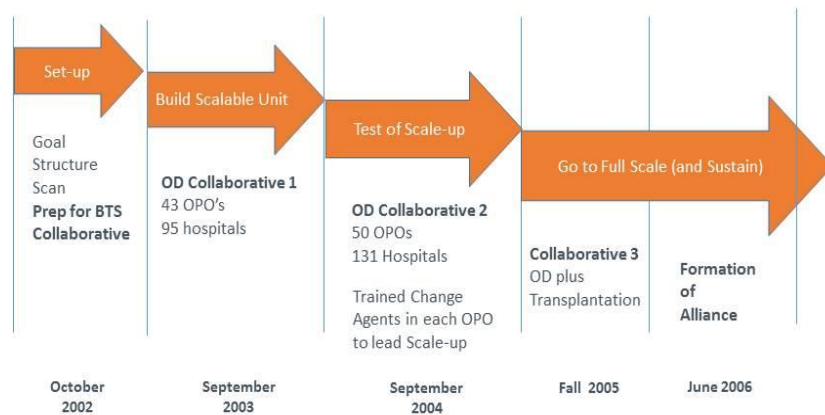 Set-up
Build Scalable Unit
Test of Scale-up
Go to Full Scale (and Sustain)
Goal
Structure
Scan
Prep for BTS
Collaborative
OD Collaborative 1
43 OPO's
95 hospitals
OD Collaborative 2
50 OPOs
131 Hospitals
Trained Change
Agents in each OPO
to lead Scale-up
Collaborative 3
OD plus
Transplantation
Formation
of
Alliance
October
2002
September
2003
September
2004
Fall 2005
June 2006